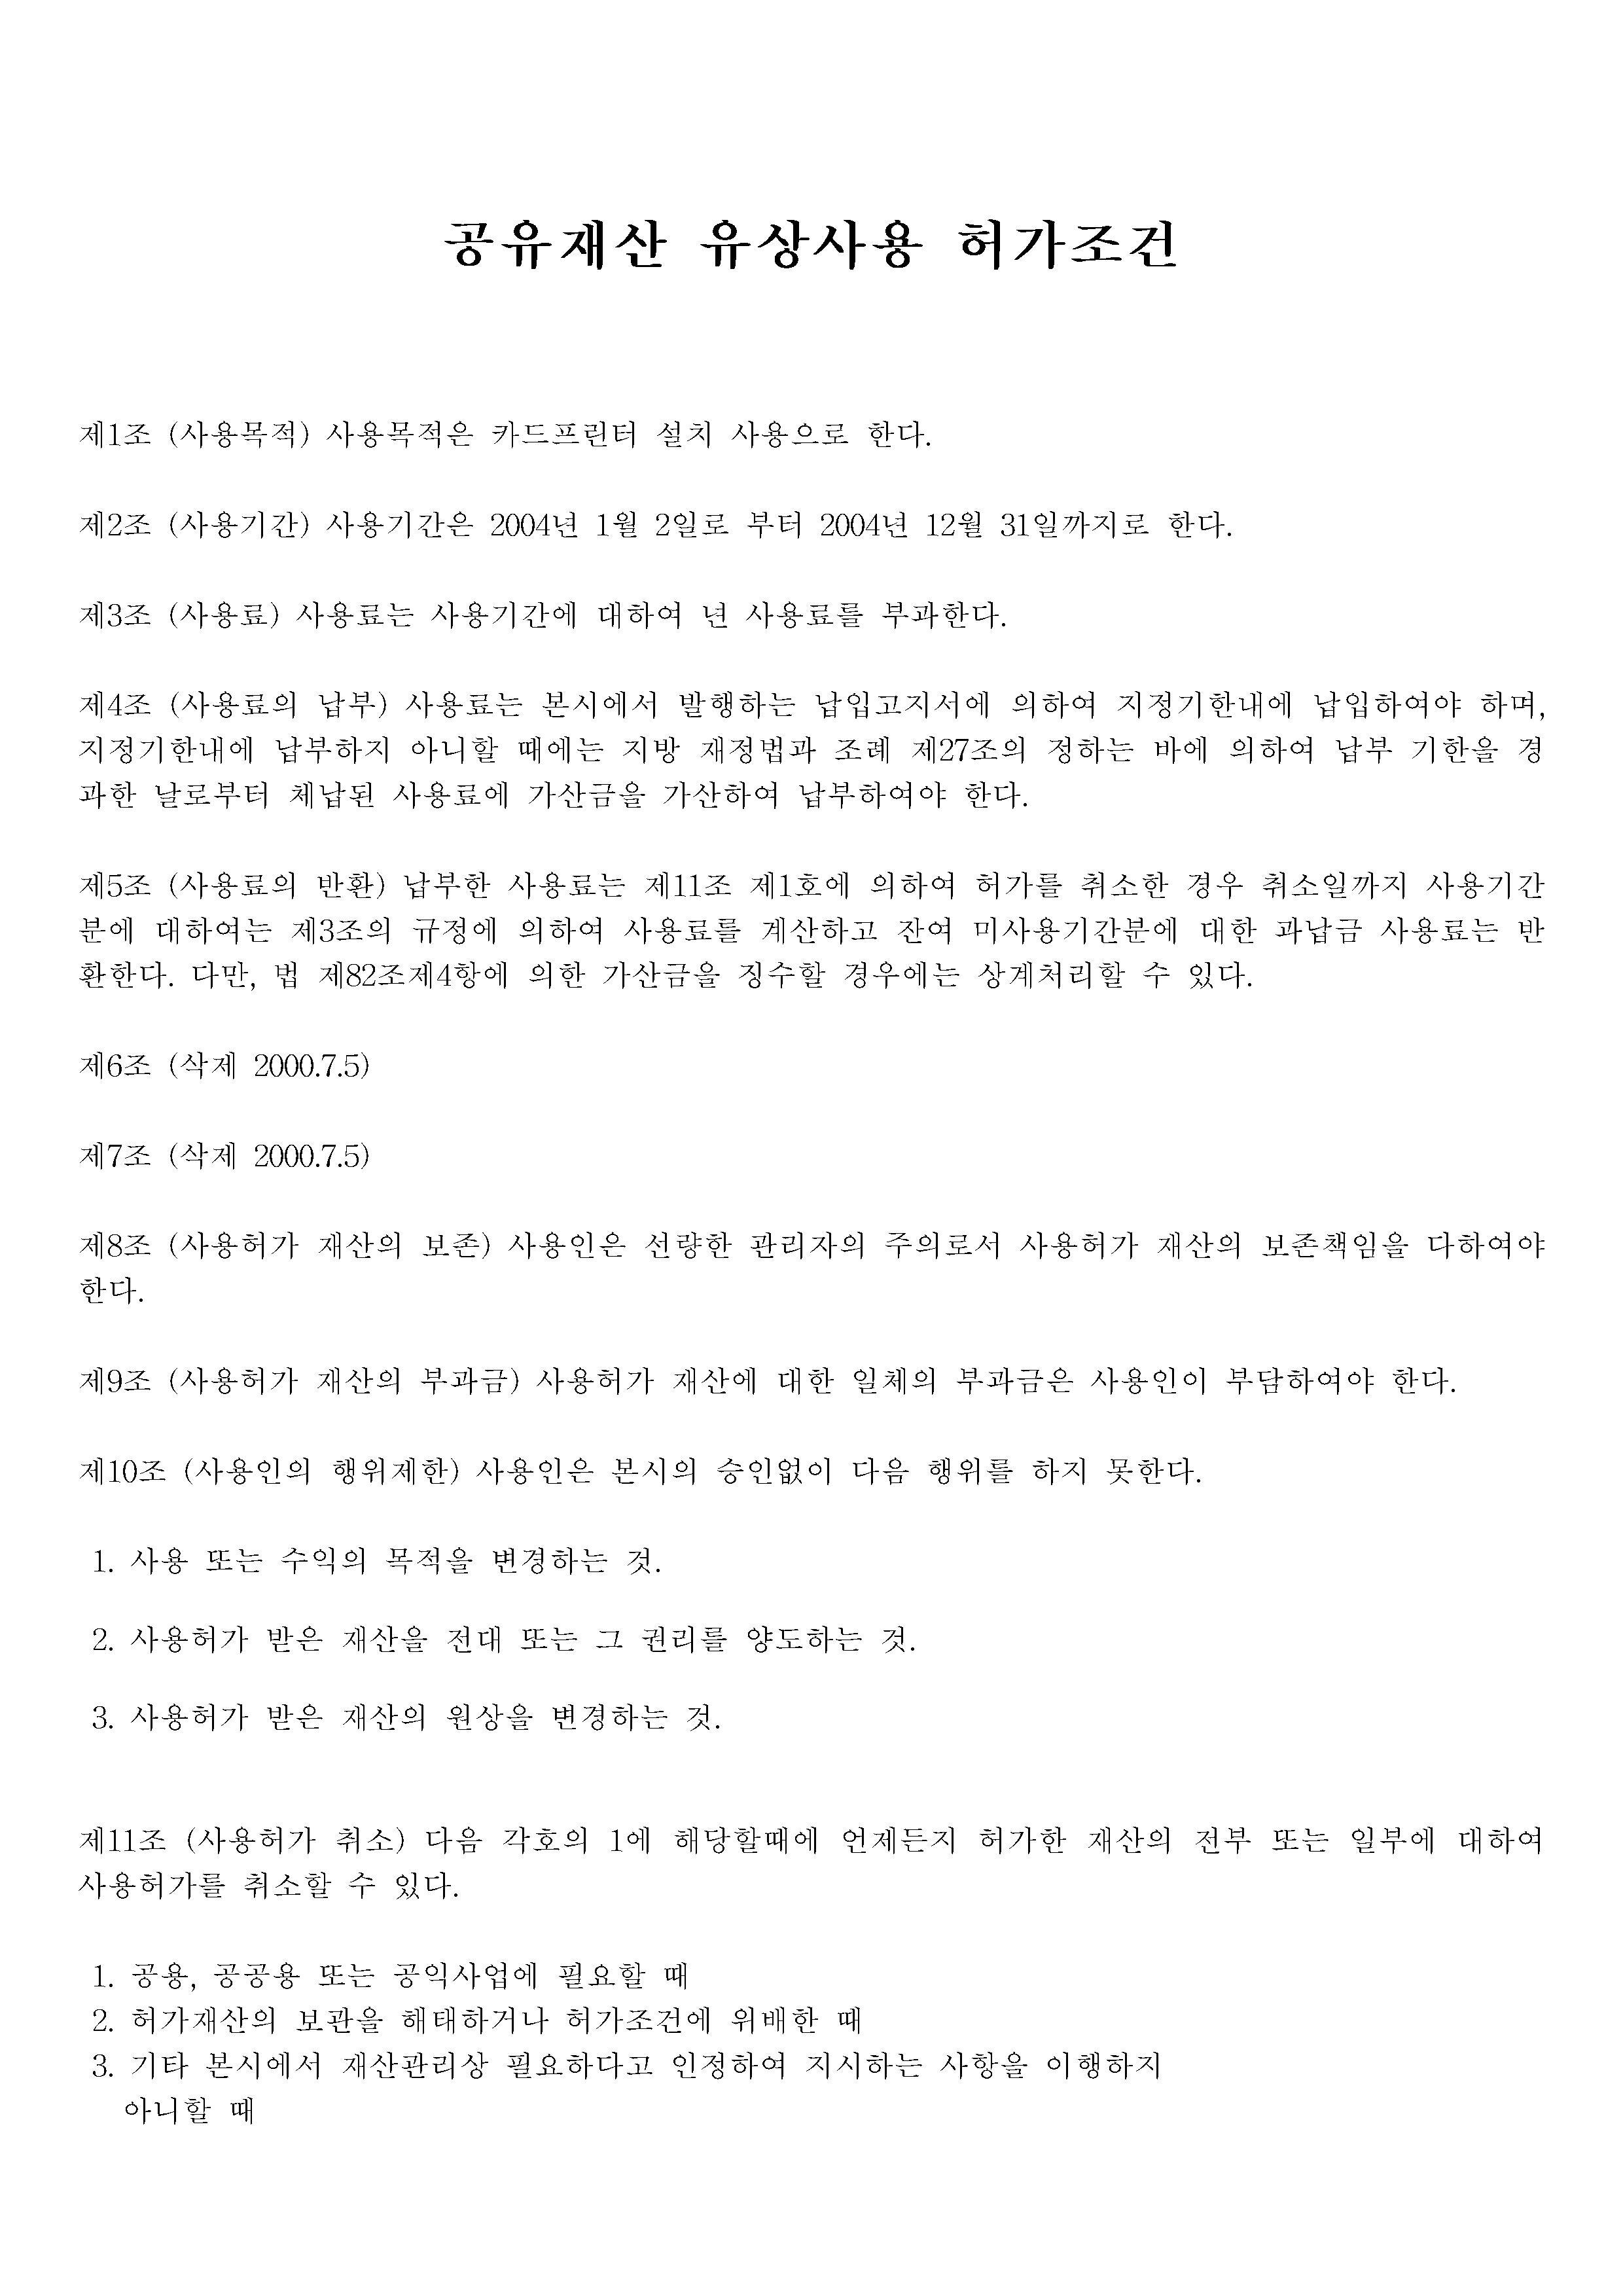 공유재산 유상사용 허가조건
제1조 (사용목적) 사용목적은 카드프린터 설치 사용으로 한다.
제2조 (사용기간) 사용기간은 2004년 1월 2일로 부터 2004년 12월 31일까지로 한다.
제3조 (사용료) 사용료는 사용기간에 대하여 년 사용료를 부과한다.
제4조 (사용료의 납부) 사용료는 본시에서 발행하는 납입고지서에 의하여 지정기한내에 납입하여야 하며,
지정기한내에 납부하지 아니할 때에는 지방 재정법과 조례 제27조의 정하는 바에 의하여 납부 기한을 경
과한 날로부터 체납된 사용료에 가산금을 가산하여 납부하여야 한다.
제5조 (사용료의 반환) 납부한 사용료는 제11조 제1호에 의하여 허가를 취소한 경우 취소일까지 사용기간
분에 대하여는 제3조의 규정에 의하여 사용료를 계산하고 잔여 미사용기간분에 대한 과납금 사용료는 반
환한다. 다만, 법 제82조제4항에 의한 가산금을 징수할 경우에는 상계처리할 수 있다.
제6조 (삭제 2000.7.5)
제7조 (삭제 2000.7.5)
제8조 (사용허가 재산의 보존) 사용인은 선량한 관리자의 주의로서 사용허가 재산의 보존책임을 다하여야
한다.
제9조 (사용허가 재산의 부과금) 사용허가 재산에 대한 일체의 부과금은 사용인이 부담하여야 한다.
제10조 (사용인의 행위제한) 사용인은 본시의 승인없이 다음 행위를 하지 못한다.
1. 사용 또는 수익의 목적을 변경하는 것.
2. 사용허가 받은 재산을 전대 또는 그 권리를 양도하는 것.
3. 사용허가 받은 재산의 원상을 변경하는 것.
제11조 (사용허가 취소) 다음 각호의 1에 해당할때에 언제든지 허가한 재산의 전부 또는 일부에 대하여
사용허가를 취소할 수 있다.
1. 공용, 공공용 또는 공익사업에 필요할 때
2. 허가재산의 보관을 해태하거나 허가조건에 위배한 때
3. 기타 본시에서 재산관리상 필요하다고 인정하여 지시하는 사항을 이행하지
아니할 때